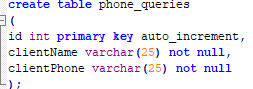 create table phone_queries
(
id int primary key auto_increment,
clientName varchar(25) not null,
clientPhone varchar(25) not null
);